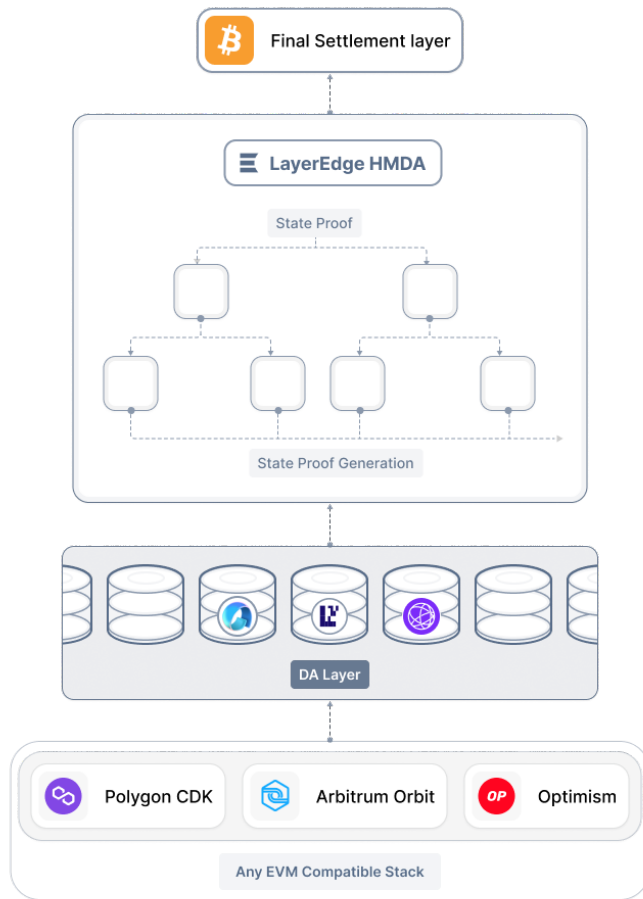 Final Settlement layer
LayerEdge HMDA
State Proof
State Proof Generation
DA Layer
Polygon CDK
Arbitrum Orbit
OP
Optimism
Any EVM Compatible Stack